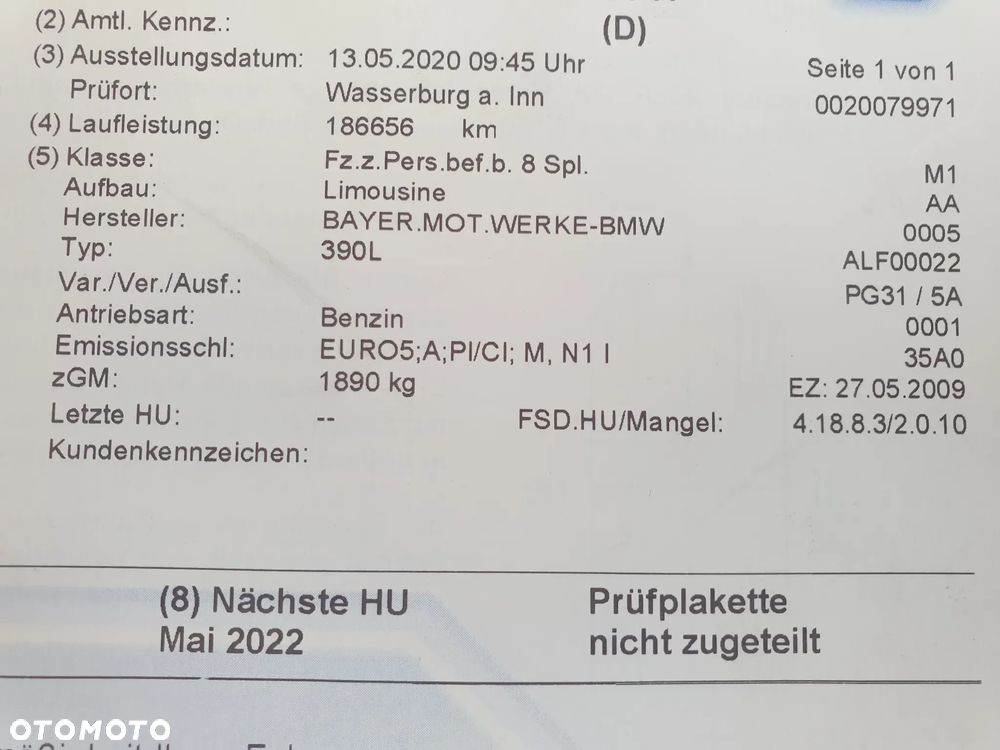 (2) Amtl. Kennz.: (D)
(3) Ausstellungsdatum: 13.05.2020 09:45 Uhr Seite 1 von 1
Prüfort: Wasserburg a. Inn 0020079971
(4) Laufleistung: 186656 km
(5) Klasse: Fz.z.Pers.bef.b. 8 Spl. M1
Aufbau: Limousine AA
Hersteller: BAYER.MOT.WERKE-BMW 0005
Typ: 390L ALF00022
Var./Ver./Ausf.: PG31 / 5A
Antriebsart: Benzin 0001
Emissionsschl: EURO5;A;PI/CI; M, N1 I 35A0
zGM: 1890 kg EZ: 27.05.2009
Letzte HU: -- FSD.HU/Mangel: 4.18.8.3/2.0.10
Kundenkennzeichen:
(8) Nächste HU Prüfplakette
Mai 2022 nicht zugeteilt
OTOMOTO